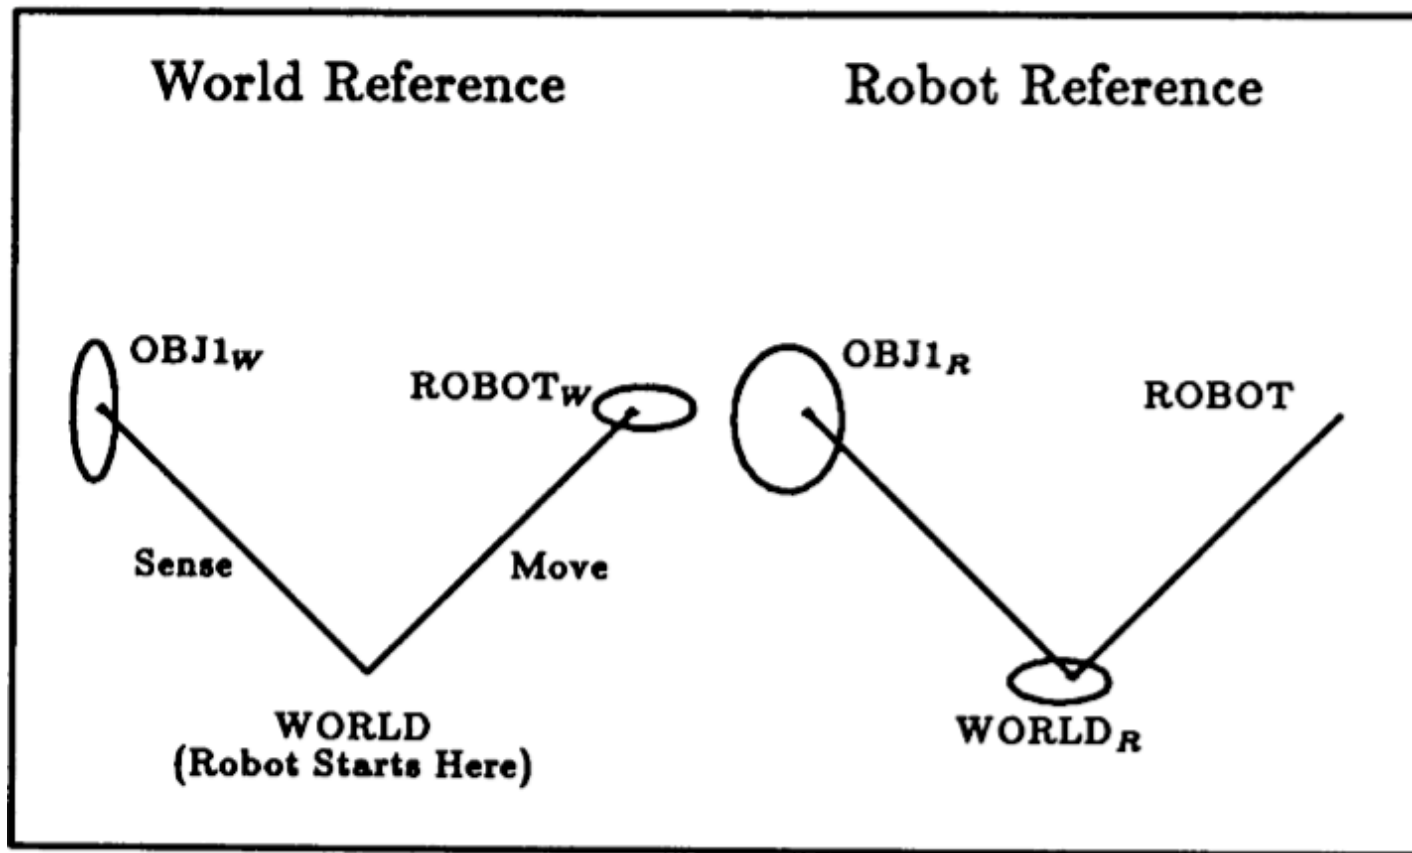 World Reference
Robot Reference
OBJ1W
ROBOTW
OBJ1R
ROBOT
Sense
Move
WORLD
(Robot Starts Here)
WORLDR